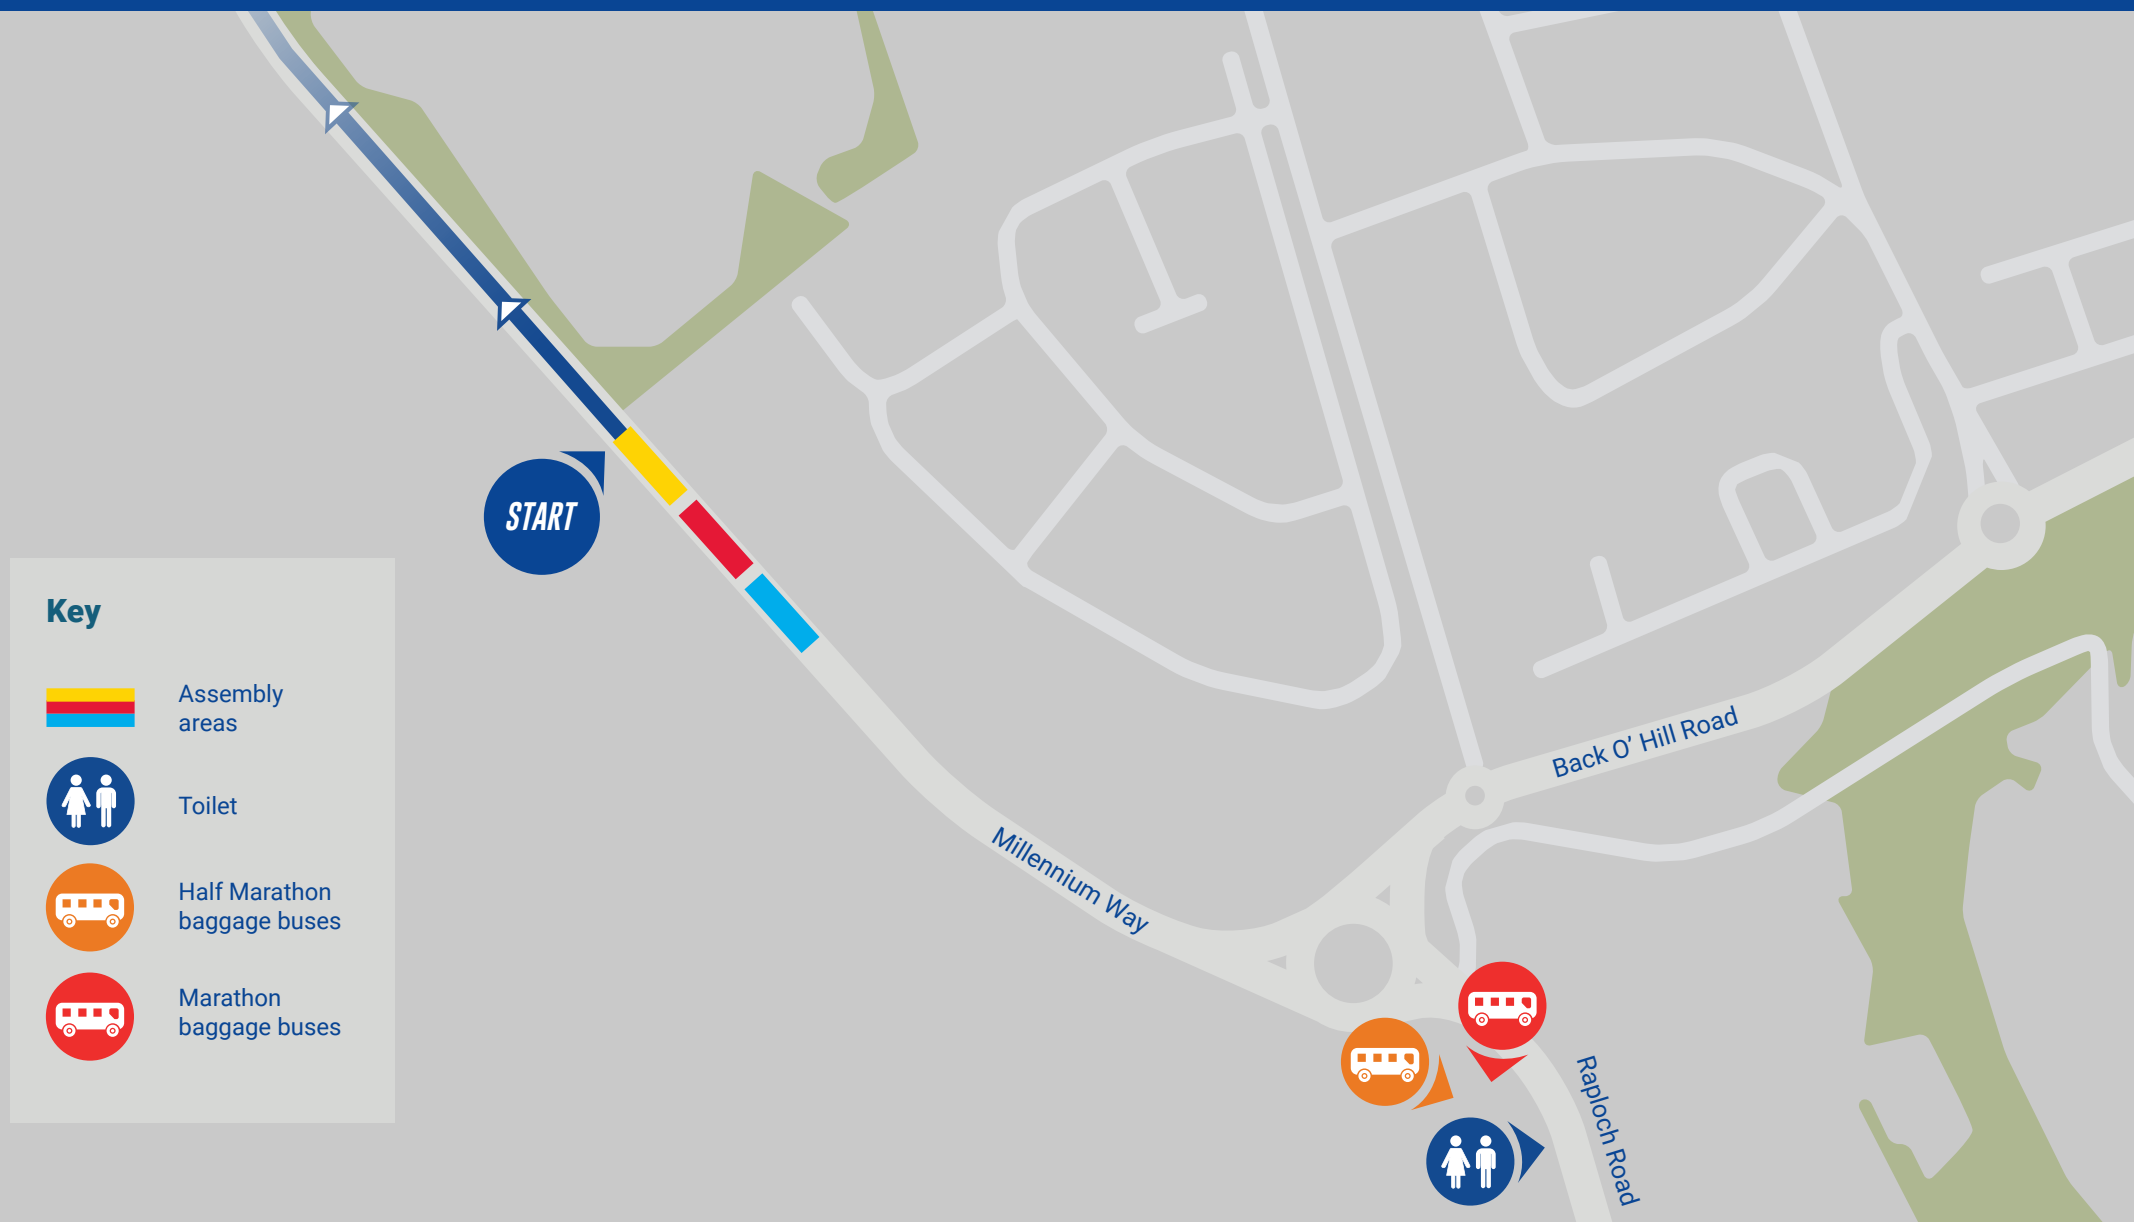 START
Key
Assembly
areas
Toilet
Half Marathon
baggage buses
Marathon
baggage buses
Back O’ Hill Road
Millennium Way
Raploch Road